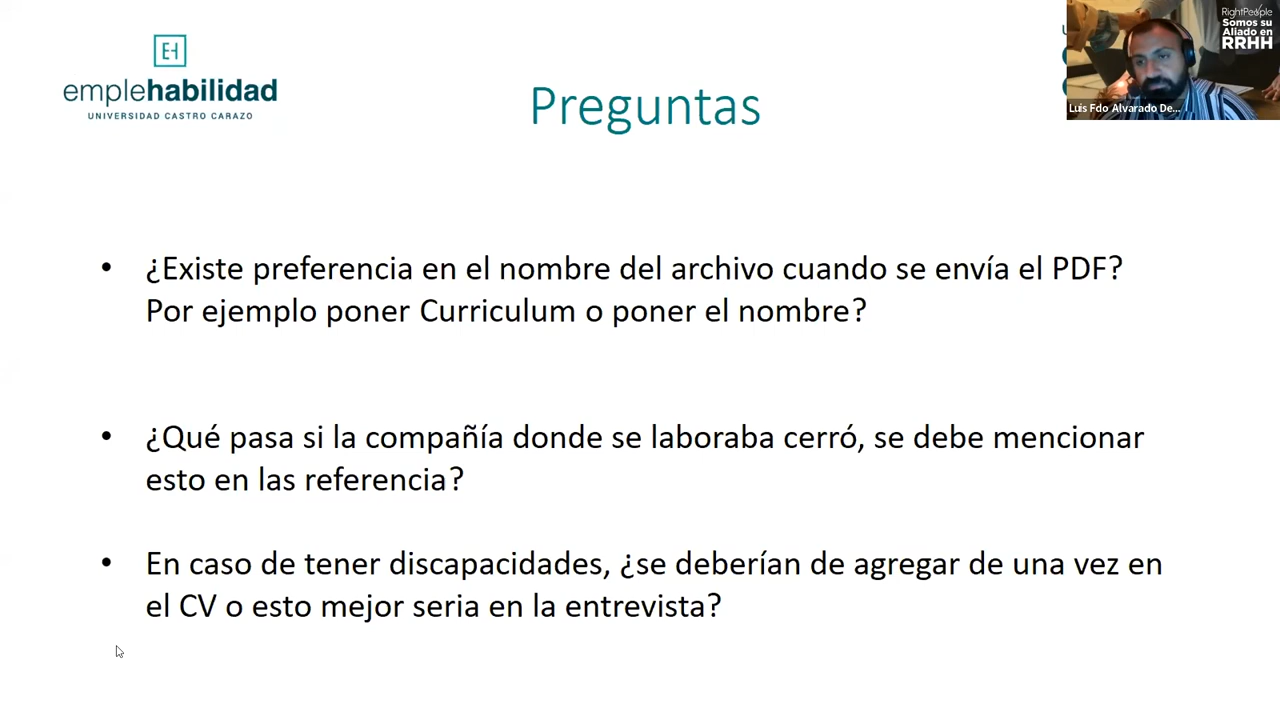 EH
emplehabilidad
UNIVERSIDAD CASTRO CARAZO
Preguntas
RightPeople
Somos su
Aliado en
RRHH
Luis Fdo Alvarado De...
• ¿Existe preferencia en el nombre del archivo cuando se envía el PDF?
Por ejemplo poner Curriculum o poner el nombre?
• ¿Qué pasa si la compañía donde se laboraba cerró, se debe mencionar
esto en las referencia?
• En caso de tener discapacidades, ¿se deberían de agregar de una vez en
el CV o esto mejor seria en la entrevista?